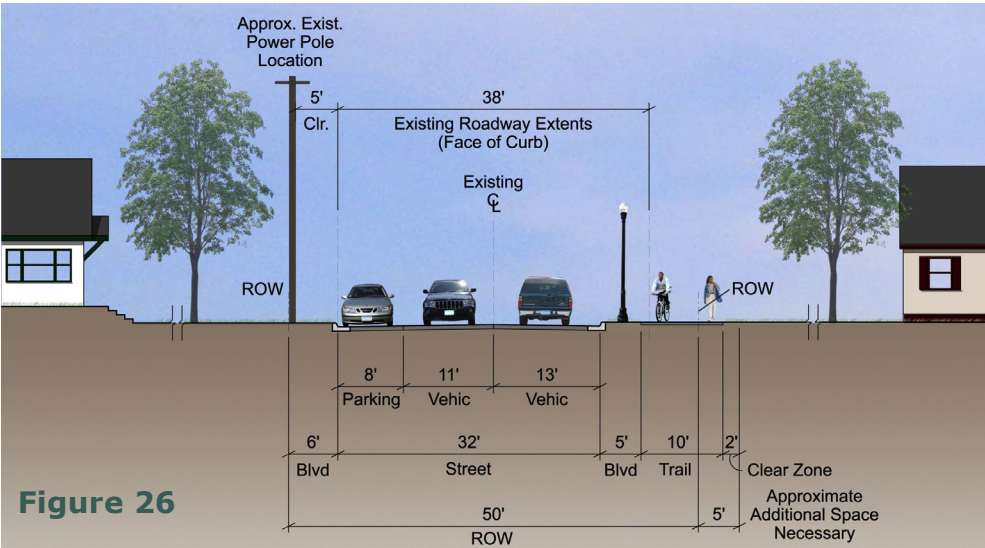 Approx. Exist.
Power Pole
Location
5'
38'
Clr.
Existing Roadway Extents
(Face of Curb)
Existing
℄
ROW
ROW
8'
11'
13'
Parking
Vehic
Vehic
6'
32'
5'
10'
2'
Blvd
Street
Blvd
Trail
Clear Zone
Figure 26
50'
5'
Approximate
Additional Space
Necessary
ROW